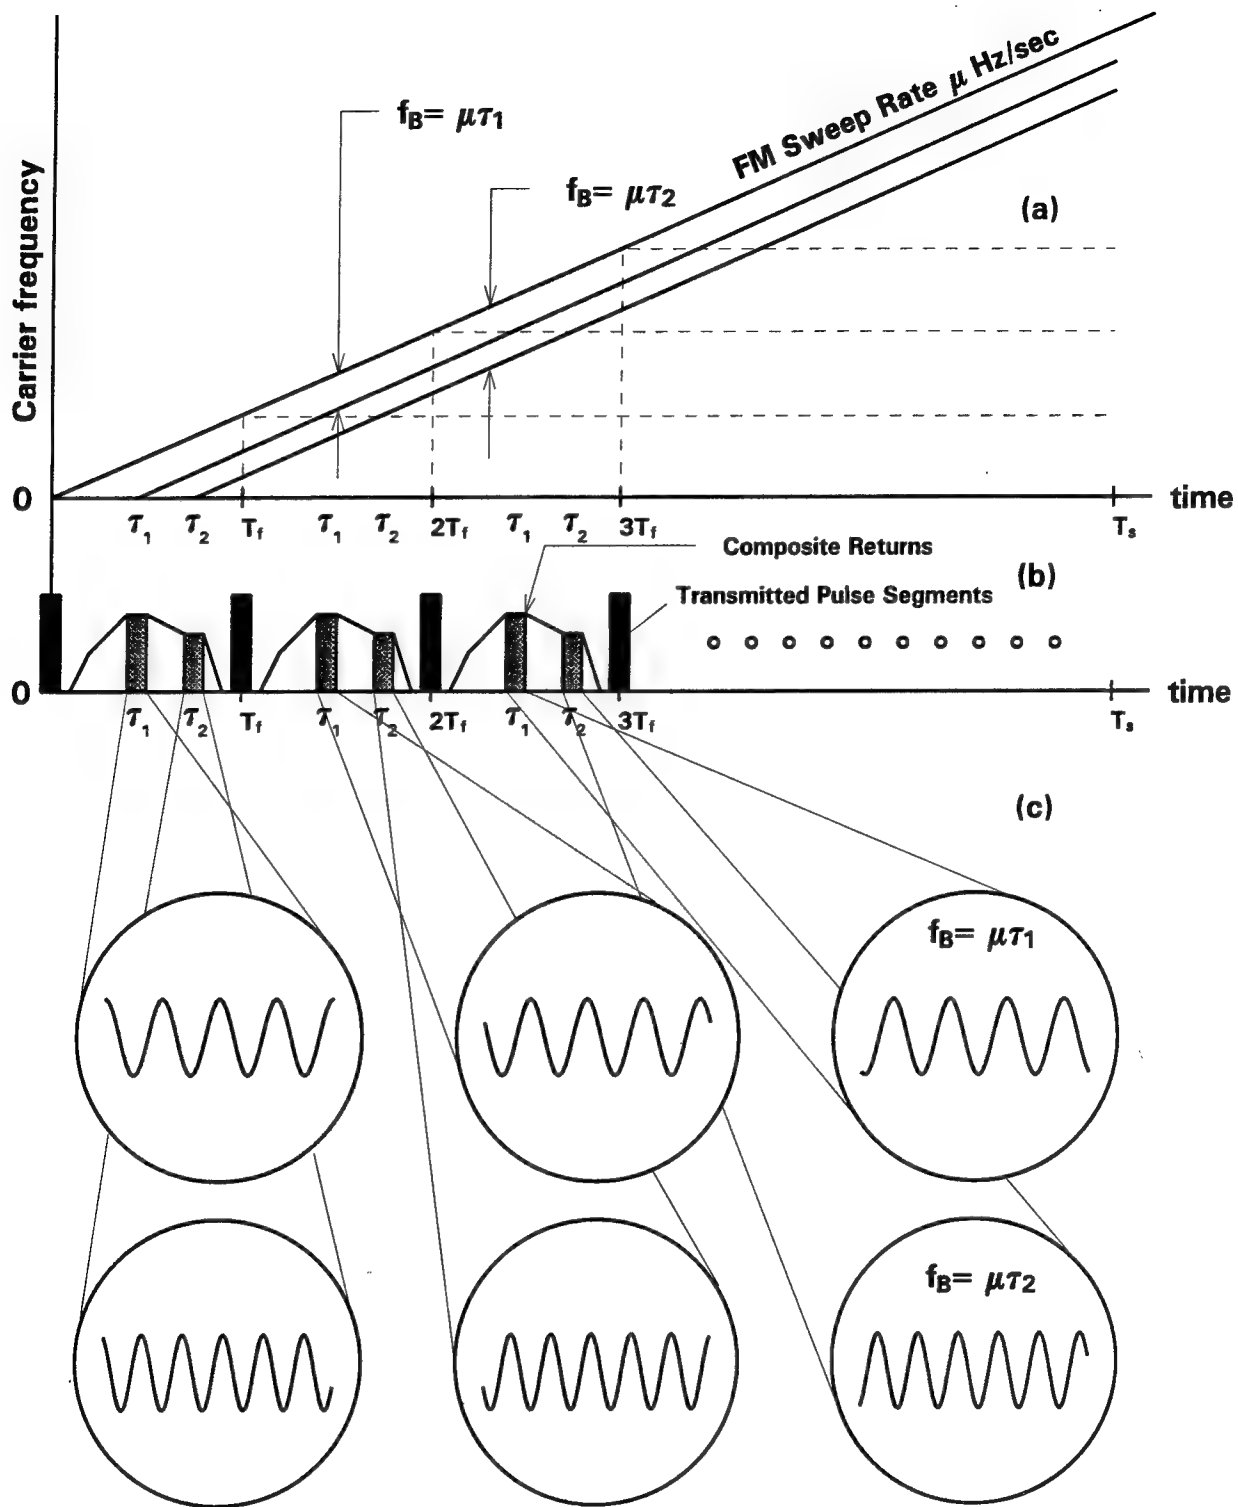 FM Sweep Rate μ Hz/sec
f_B= μτ₁
f_B= μτ₂
(a)
Carrier frequency
0
time
τ₁ τ₂ T_f τ₁ τ₂ 2T_f τ₁ τ₂ 3T_f T_s
Composite Returns
(b)
Transmitted Pulse Segments
0
time
τ₁ τ₂ T_f τ₁ τ₂ 2T_f τ₁ τ₂ 3T_f T_s
(c)
f_B= μτ₁
f_B= μτ₂